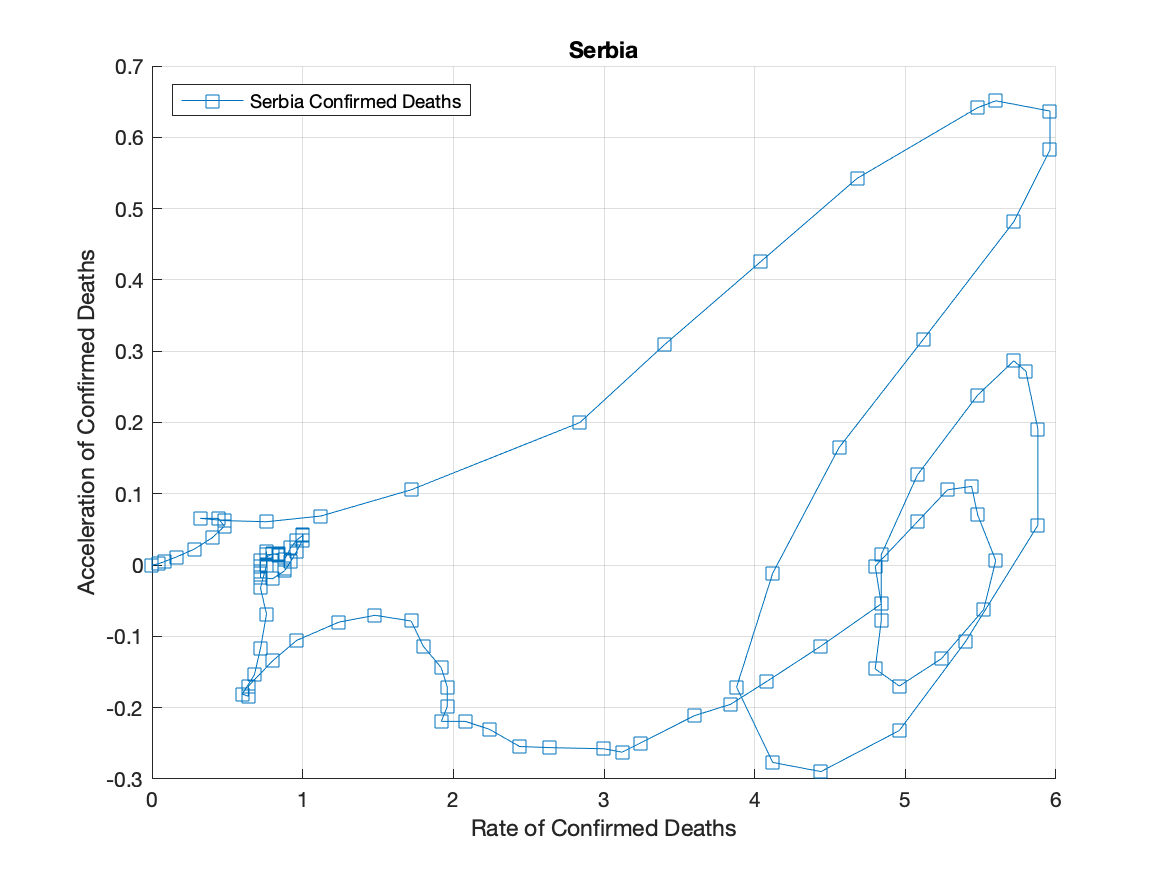 Serbia
Serbia Confirmed Deaths
0.7
0.6
0.5
0.4
0.3
0.2
0.1
0
-0.1
-0.2
-0.3
Acceleration of Confirmed Deaths
0 1 2 3 4 5 6
Rate of Confirmed Deaths